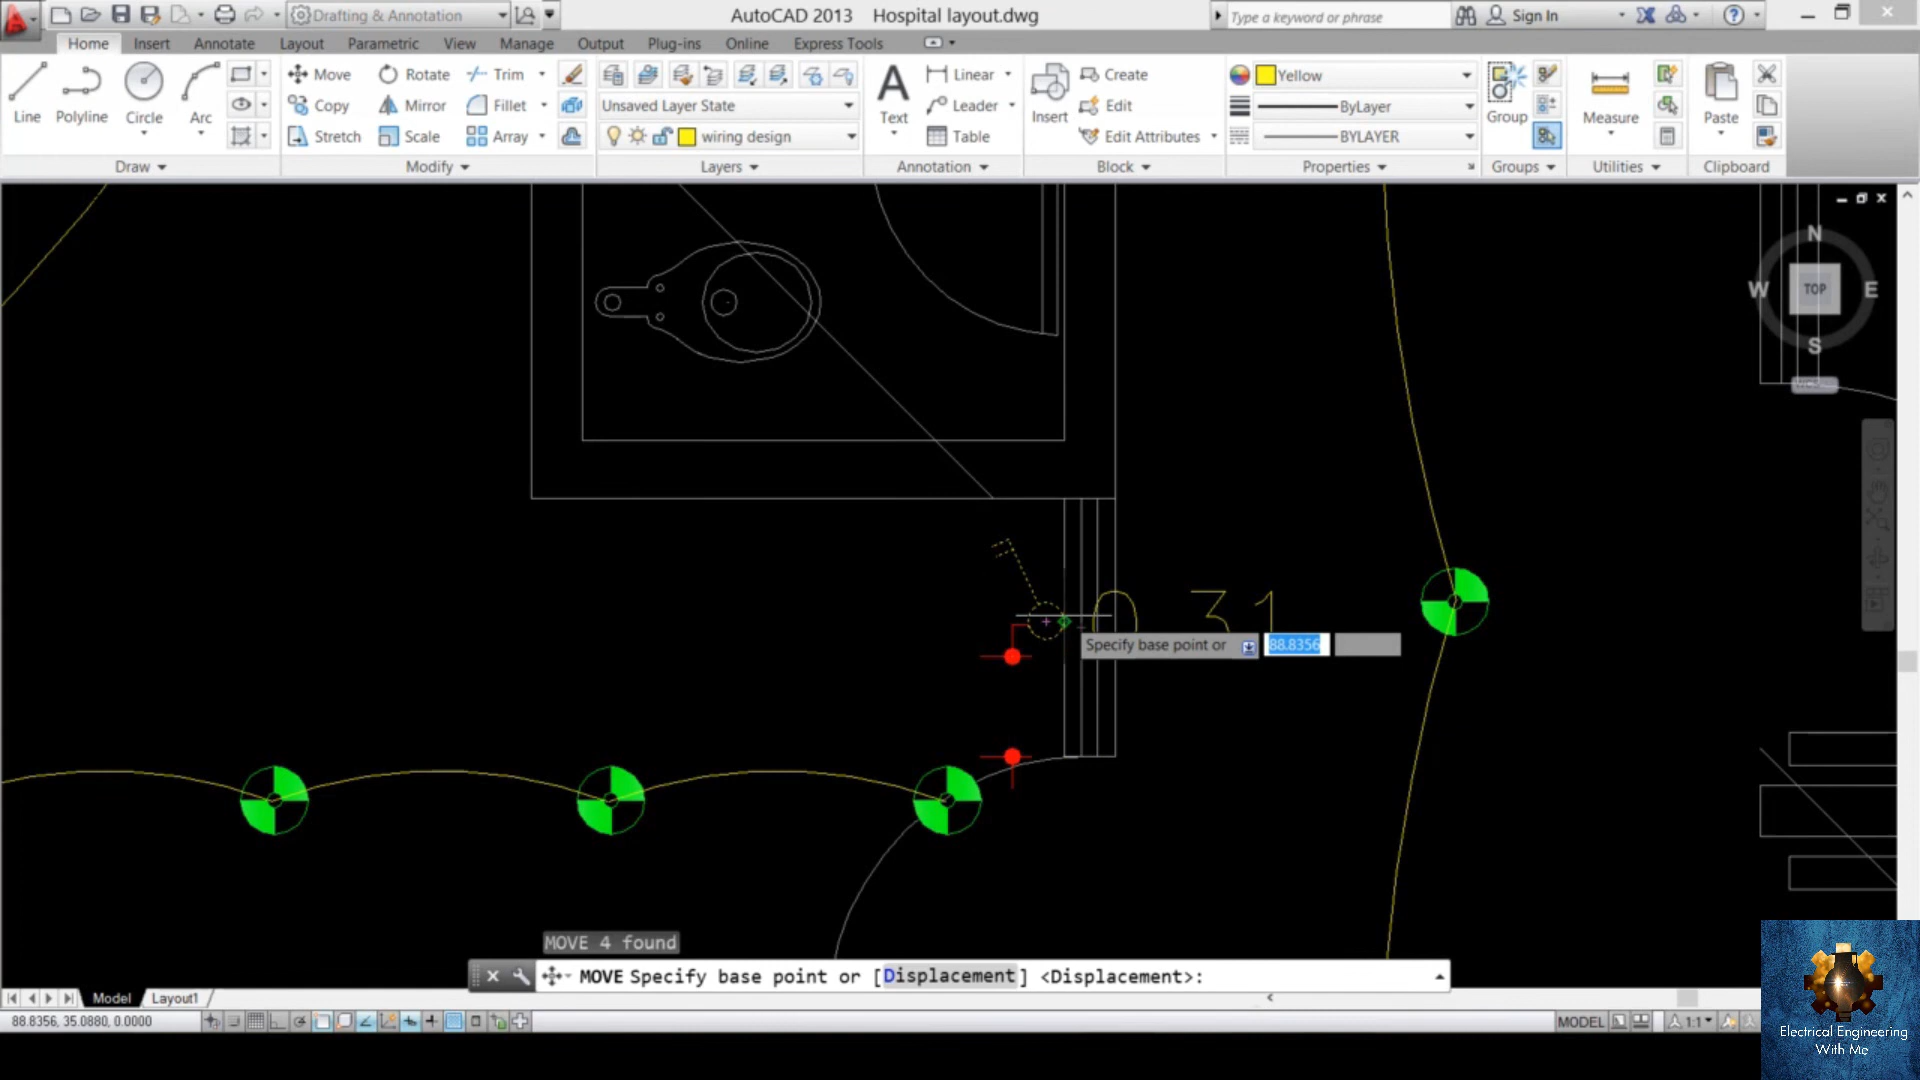 Drafting & Annotation
AutoCAD 2013 Hospital layout.dwg
Type a keyword or phrase
Sign In
Home Insert Annotate Layout Parametric View Manage Output Plug-ins Online Express Tools
Line
Polyline
Circle
Arc
Draw
Move Rotate Trim
Copy Mirror Fillet
Stretch Scale Array
Modify
Unsaved Layer State
wiring design
Layers
Text
Linear
Leader
Table
Annotation
Insert
Create
Edit
Edit Attributes
Block
Yellow
ByLayer
BYLAYER
Properties
Group
Groups
Measure
Utilities
Paste
Clipboard
N
W TOP E
S
0 31
Specify base point or 88.8356
MOVE 4 found
MOVE Specify base point or [Displacement] <Displacement>:
Model Layout1
88.8356, 35.0880, 0.0000
MODEL 1:1
Electrical Engineering
With Me